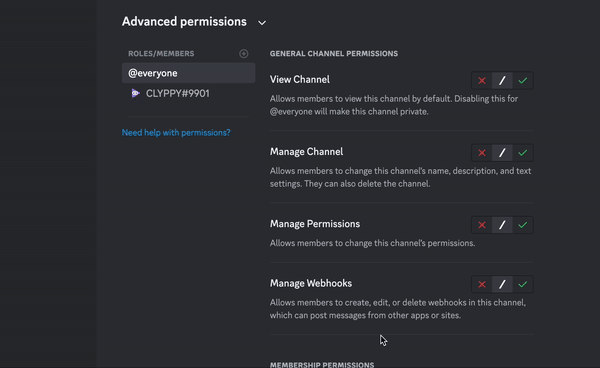 Advanced permissions
ROLES/MEMBERS
@everyone
CLYPPY#9901
Need help with permissions?
GENERAL CHANNEL PERMISSIONS
View Channel
Allows members to view this channel by default. Disabling this for
@everyone will make this channel private.
Manage Channel
Allows members to change this channel's name, description, and text
settings. They can also delete the channel.
Manage Permissions
Allows members to change this channel's permissions.
Manage Webhooks
Allows members to create, edit, or delete webhooks in this channel,
which can post messages from other apps or sites.
MEMBERSHIP PERMISSIONS